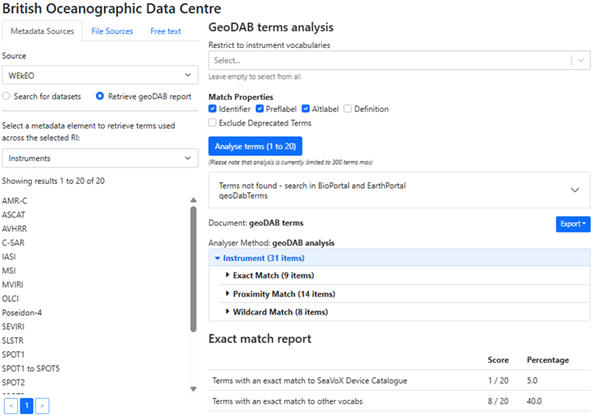 British Oceanographic Data Centre
Metadata Sources
File Sources
Free text
Source
WEkEO
Search for datasets
Retrieve geoDAB report
Select a metadata element to retrieve terms used
across the selected RI:
Instruments
Showing results 1 to 20 of 20
AMR-C
ASCAT
AVHRR
C-SAR
IASI
MSI
MVIRI
OLCI
Poseidon-4
SEVIRI
SLSTR
SPOT1
SPOT1 to SPOT5
SPOT2
<
1
>
GeoDAB terms analysis
Restrict to instrument vocabularies
Select...
Leave empty to select from all
Match Properties
Identifier
Preflabel
Altlabel
Definition
Exclude Deprecated Terms
Analyse terms (1 to 20)
(Please note that analysis is currently limited to 300 terms max)
Terms not found - search in BioPortal and EarthPortal
geoDabTerms
Document: geoDAB terms
Export
Analyser Method: geoDAB analysis
Instrument (31 items)
Exact Match (9 items)
Proximity Match (14 items)
Wildcard Match (8 items)
Exact match report
Score Percentage
Terms with an exact match to SeaVoX Device Catalogue 1 / 20 5.0
Terms with an exact match to other vocabs 8 / 20 40.0